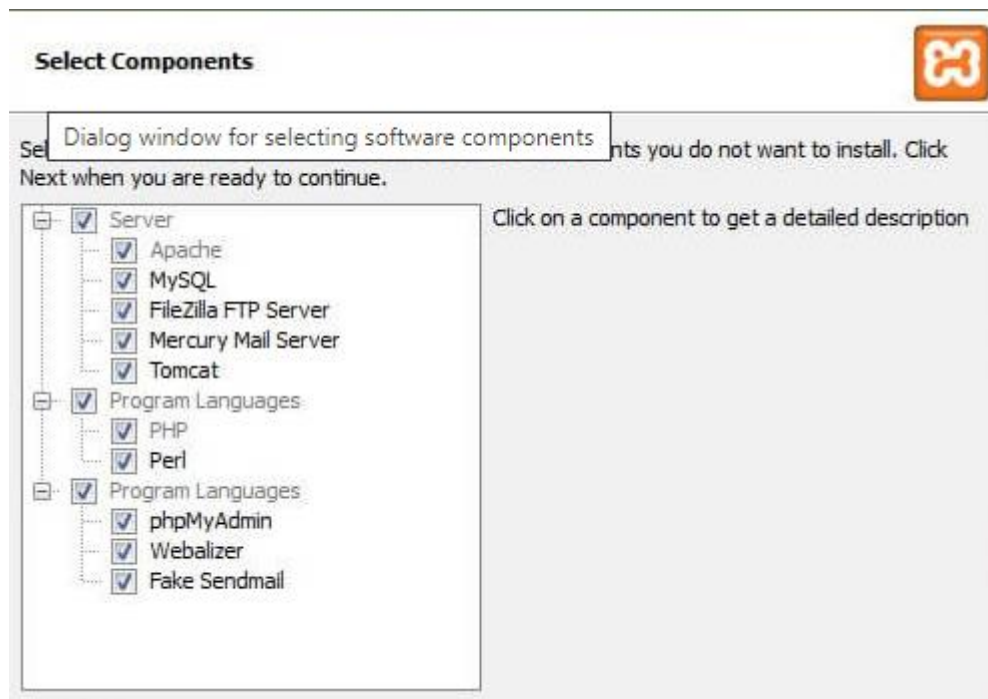 Select Components
Dialog window for selecting software components
Sel nts you do not want to install. Click
Next when you are ready to continue.
Server
Click on a component to get a detailed description
Apache
MySQL
FileZilla FTP Server
Mercury Mail Server
Tomcat
Program Languages
PHP
Perl
Program Languages
phpMyAdmin
Webalizer
Fake Sendmail